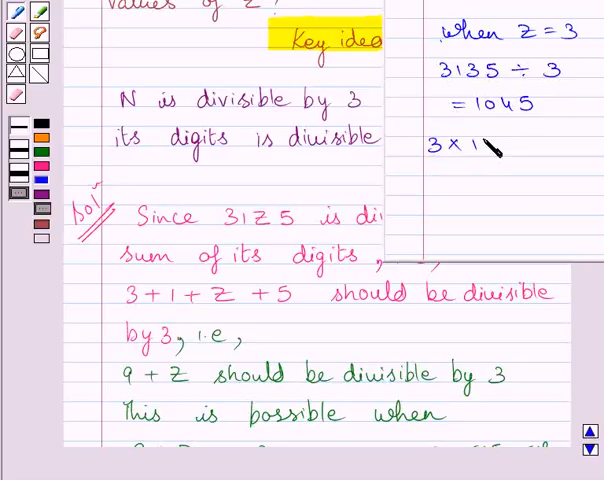 values of z ?
Key idea
N is divisible by 3
its digits is divisible
Sol
Since 31Z5 is di
sum of its digits ,
3+1+Z+5 should be divisible
by 3, i.e,
9+Z should be divisible by 3
This is possible when
when Z = 3
3135 ÷ 3
= 1045
3 × 1